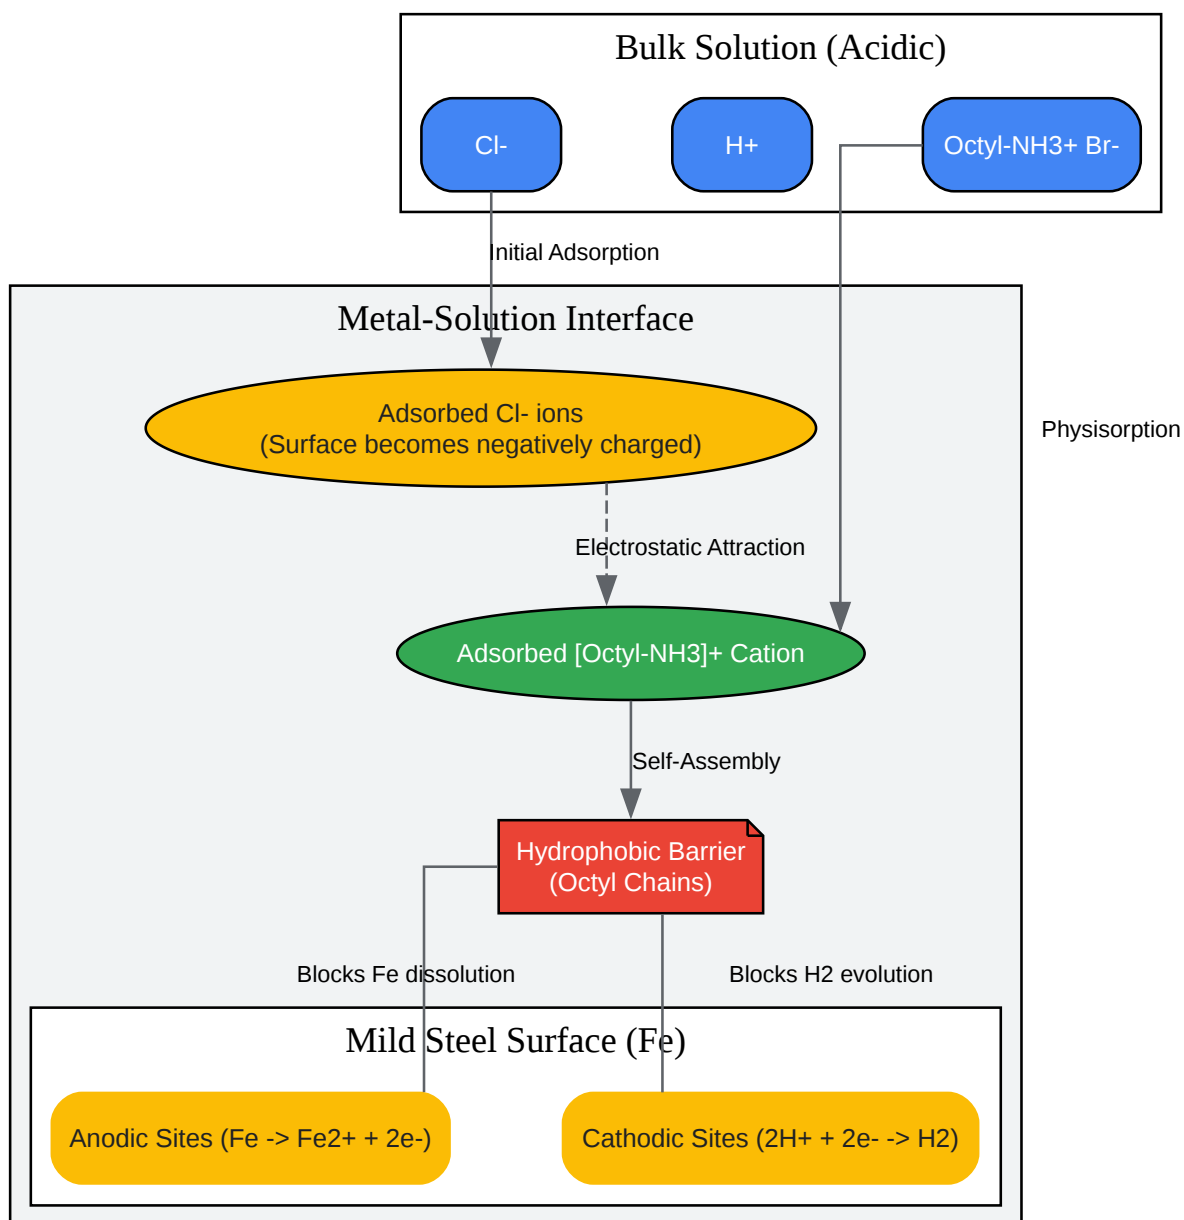 Bulk Solution (Acidic)
Cl-
H+
Octyl-NH3+ Br-
Initial Adsorption
Metal-Solution Interface
Adsorbed Cl- ions
(Surface becomes negatively charged)
Physisorption
Electrostatic Attraction
Adsorbed [Octyl-NH3]+ Cation
Self-Assembly
Hydrophobic Barrier
(Octyl Chains)
Blocks Fe dissolution
Blocks H2 evolution
Mild Steel Surface (Fe)
Anodic Sites (Fe -> Fe2+ + 2e-)
Cathodic Sites (2H+ + 2e- -> H2)